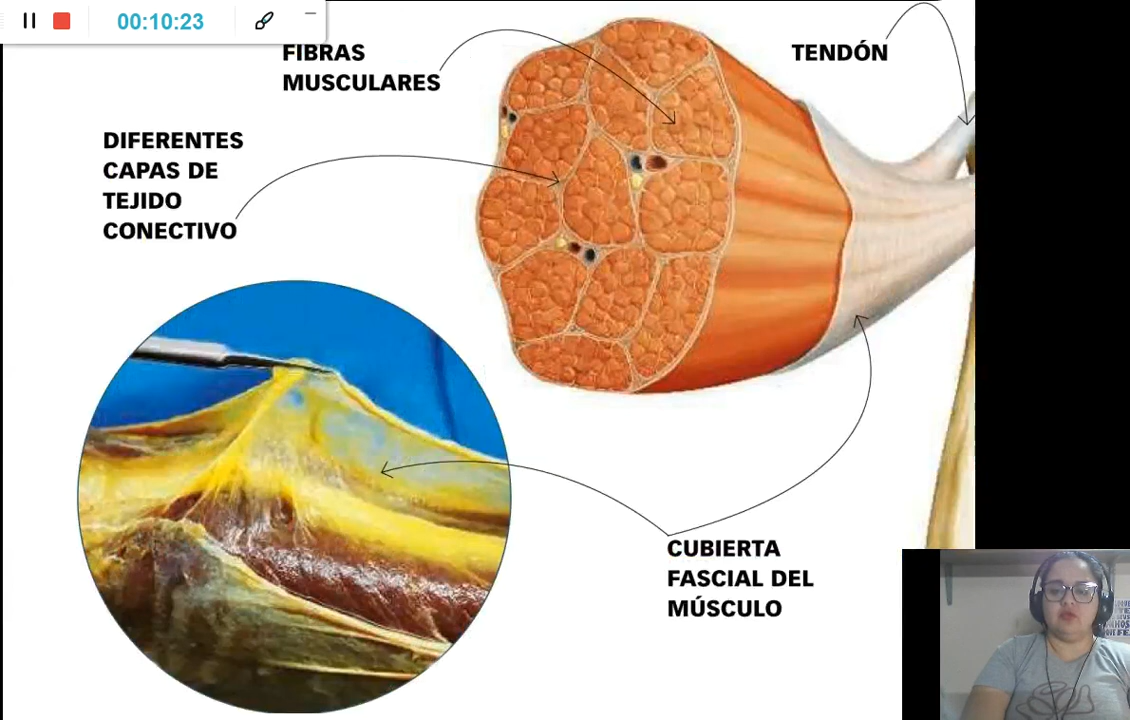 00:10:23
FIBRAS
MUSCULARES
TENDÓN
DIFERENTES
CAPAS DE
TEJIDO
CONECTIVO
CUBIERTA
FASCIAL DEL
MÚSCULO